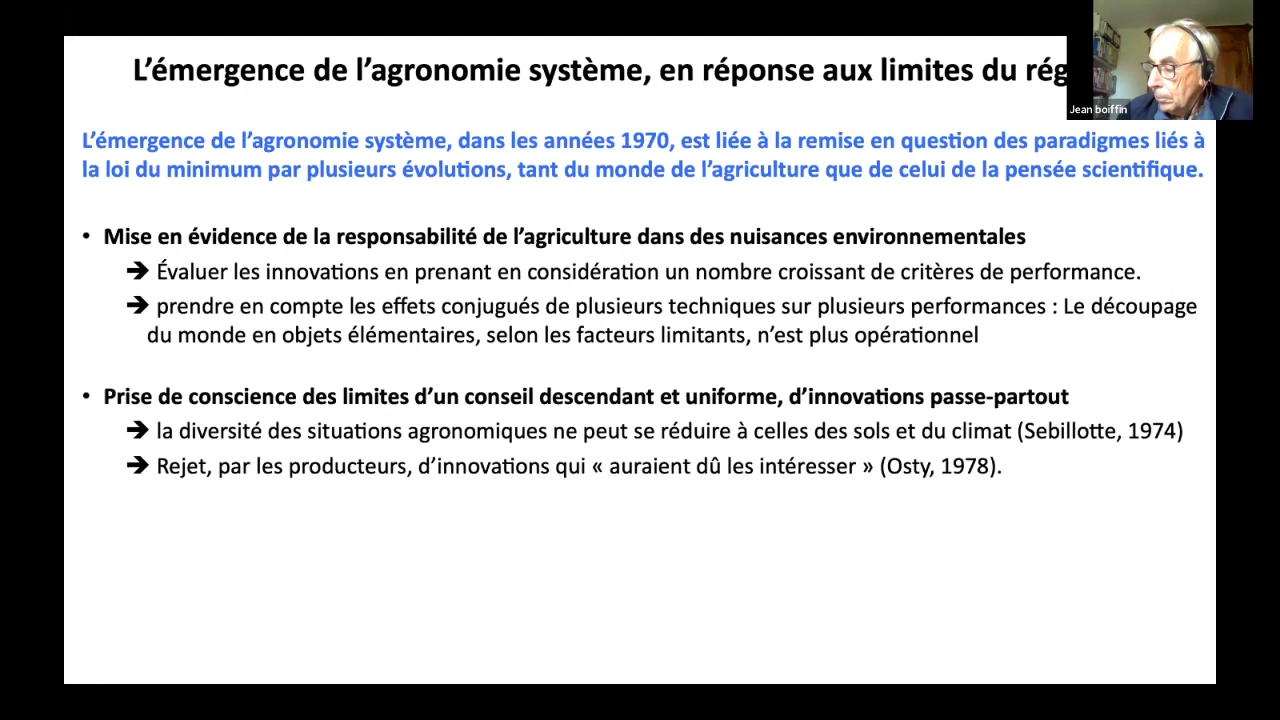 L’émergence de l’agronomie système, en réponse aux limites du rég
Jean boiffin
L’émergence de l’agronomie système, dans les années 1970, est liée à la remise en question des paradigmes liés à
la loi du minimum par plusieurs évolutions, tant du monde de l’agriculture que de celui de la pensée scientifique.
• Mise en évidence de la responsabilité de l’agriculture dans des nuisances environnementales
➔ Évaluer les innovations en prenant en considération un nombre croissant de critères de performance.
➔ prendre en compte les effets conjugués de plusieurs techniques sur plusieurs performances : Le découpage
du monde en objets élémentaires, selon les facteurs limitants, n’est plus opérationnel
• Prise de conscience des limites d’un conseil descendant et uniforme, d’innovations passe-partout
➔ la diversité des situations agronomiques ne peut se réduire à celles des sols et du climat (Sebillotte, 1974)
➔ Rejet, par les producteurs, d’innovations qui « auraient dû les intéresser » (Osty, 1978).